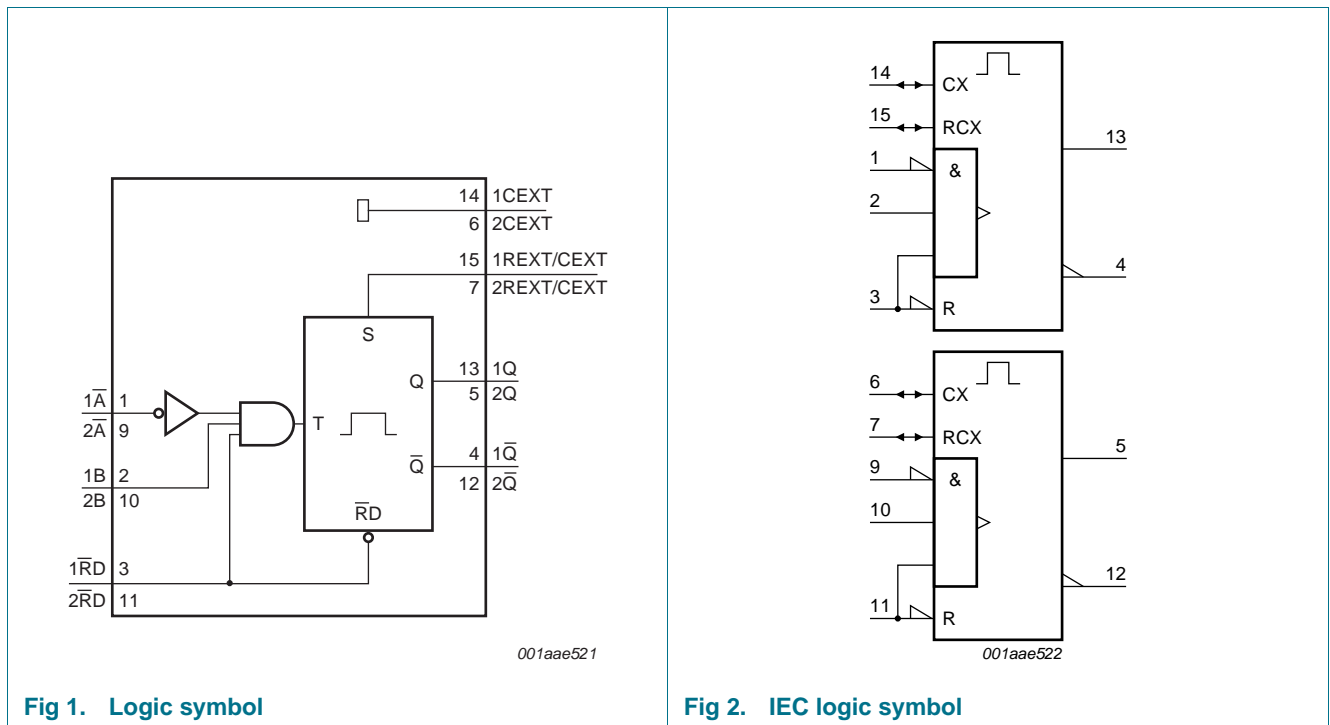 14 1CEXT
6 2CEXT
15 1REXT/CEXT
7 2REXT/CEXT
S
Q
13 1Q
5 2Q
1A̅ 1
2A̅ 9
T
1B 2
2B 10
Q̅
4 1Q̅
12 2Q̅
R̅D̅
1R̅D̅ 3
2R̅D̅ 11
001aae521
Fig 1. Logic symbol
14 CX
15 RCX
13
1 &
2
4
3 R
6 CX
7 RCX
5
9 &
10
12
11 R
001aae522
Fig 2. IEC logic symbol